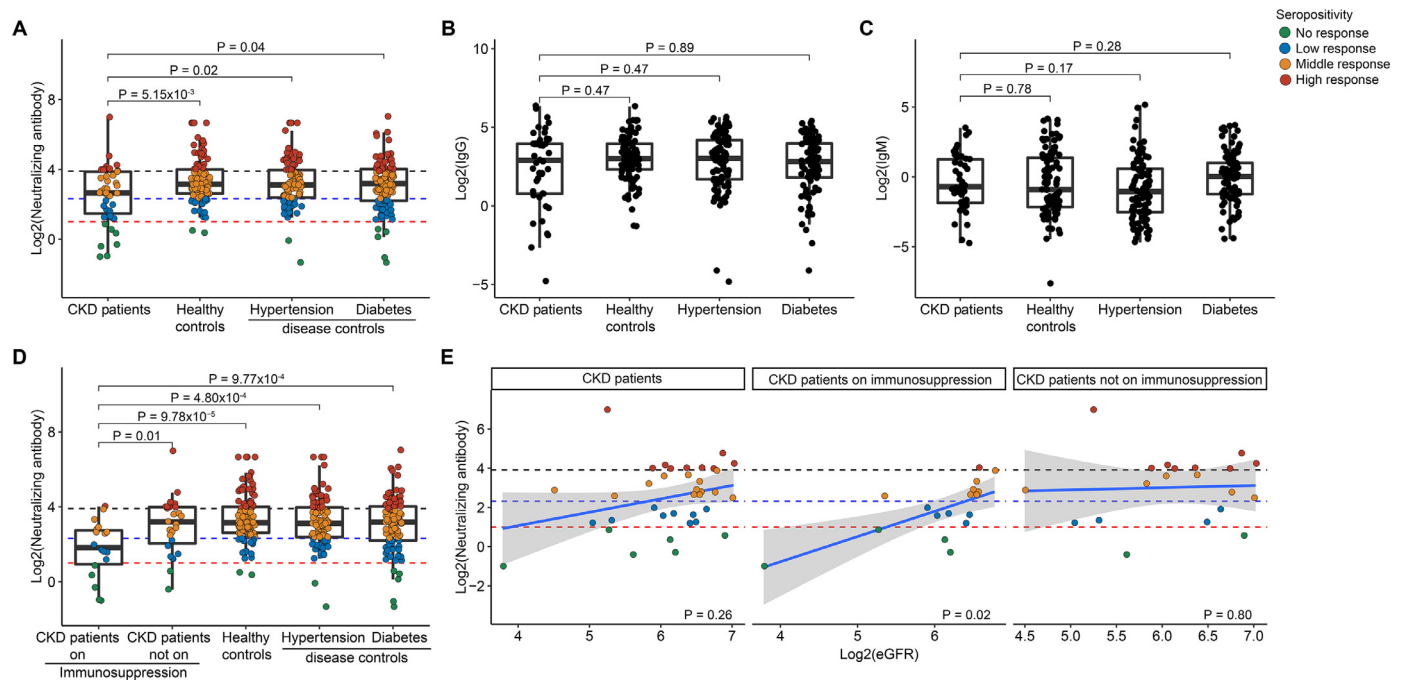 A
P = 0.04
P = 0.02
P = 5.15x10⁻³
Log2(Neutralizing antibody)
8
4
0
CKD patients
Healthy
controls
Hypertension
Diabetes
disease controls
B
P = 0.89
P = 0.47
P = 0.47
Log2(IgG)
10
5
0
−5
CKD patients
Healthy
controls
Hypertension
Diabetes
C
P = 0.28
P = 0.17
P = 0.78
Log2(IgM)
5
0
−5
CKD patients
Healthy
controls
Hypertension
Diabetes
Seropositivity
No response
Low response
Middle response
High response
D
P = 9.77x10⁻⁴
P = 4.80x10⁻⁴
P = 9.78x10⁻⁵
P = 0.01
Log2(Neutralizing antibody)
8
4
0
CKD patients
on
CKD patients
not on
Immunosuppression
Healthy
controls
Hypertension
Diabetes
disease controls
E
CKD patients
CKD patients on immunosuppression
CKD patients not on immunosuppression
Log2(Neutralizing antibody)
6
4
2
0
−2
P = 0.26
P = 0.02
P = 0.80
4
5
6
7
4
5
6
4.5
5.0
5.5
6.0
6.5
7.0
Log2(eGFR)